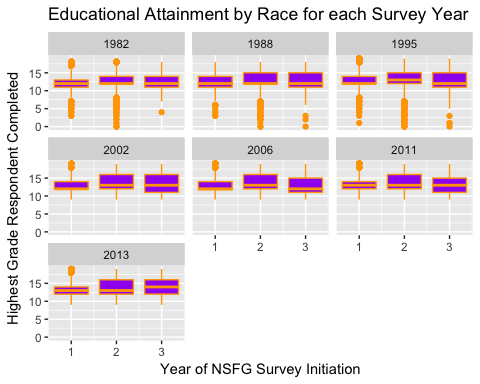 Educational Attainment by Race for each Survey Year
Highest Grade Respondent Completed
1982 1988 1995
15
10
5
0
2002 2006 2011
15
10
5
0
1 2 3 1 2 3
2013
15
10
5
0
1 2 3
Year of NSFG Survey Initiation